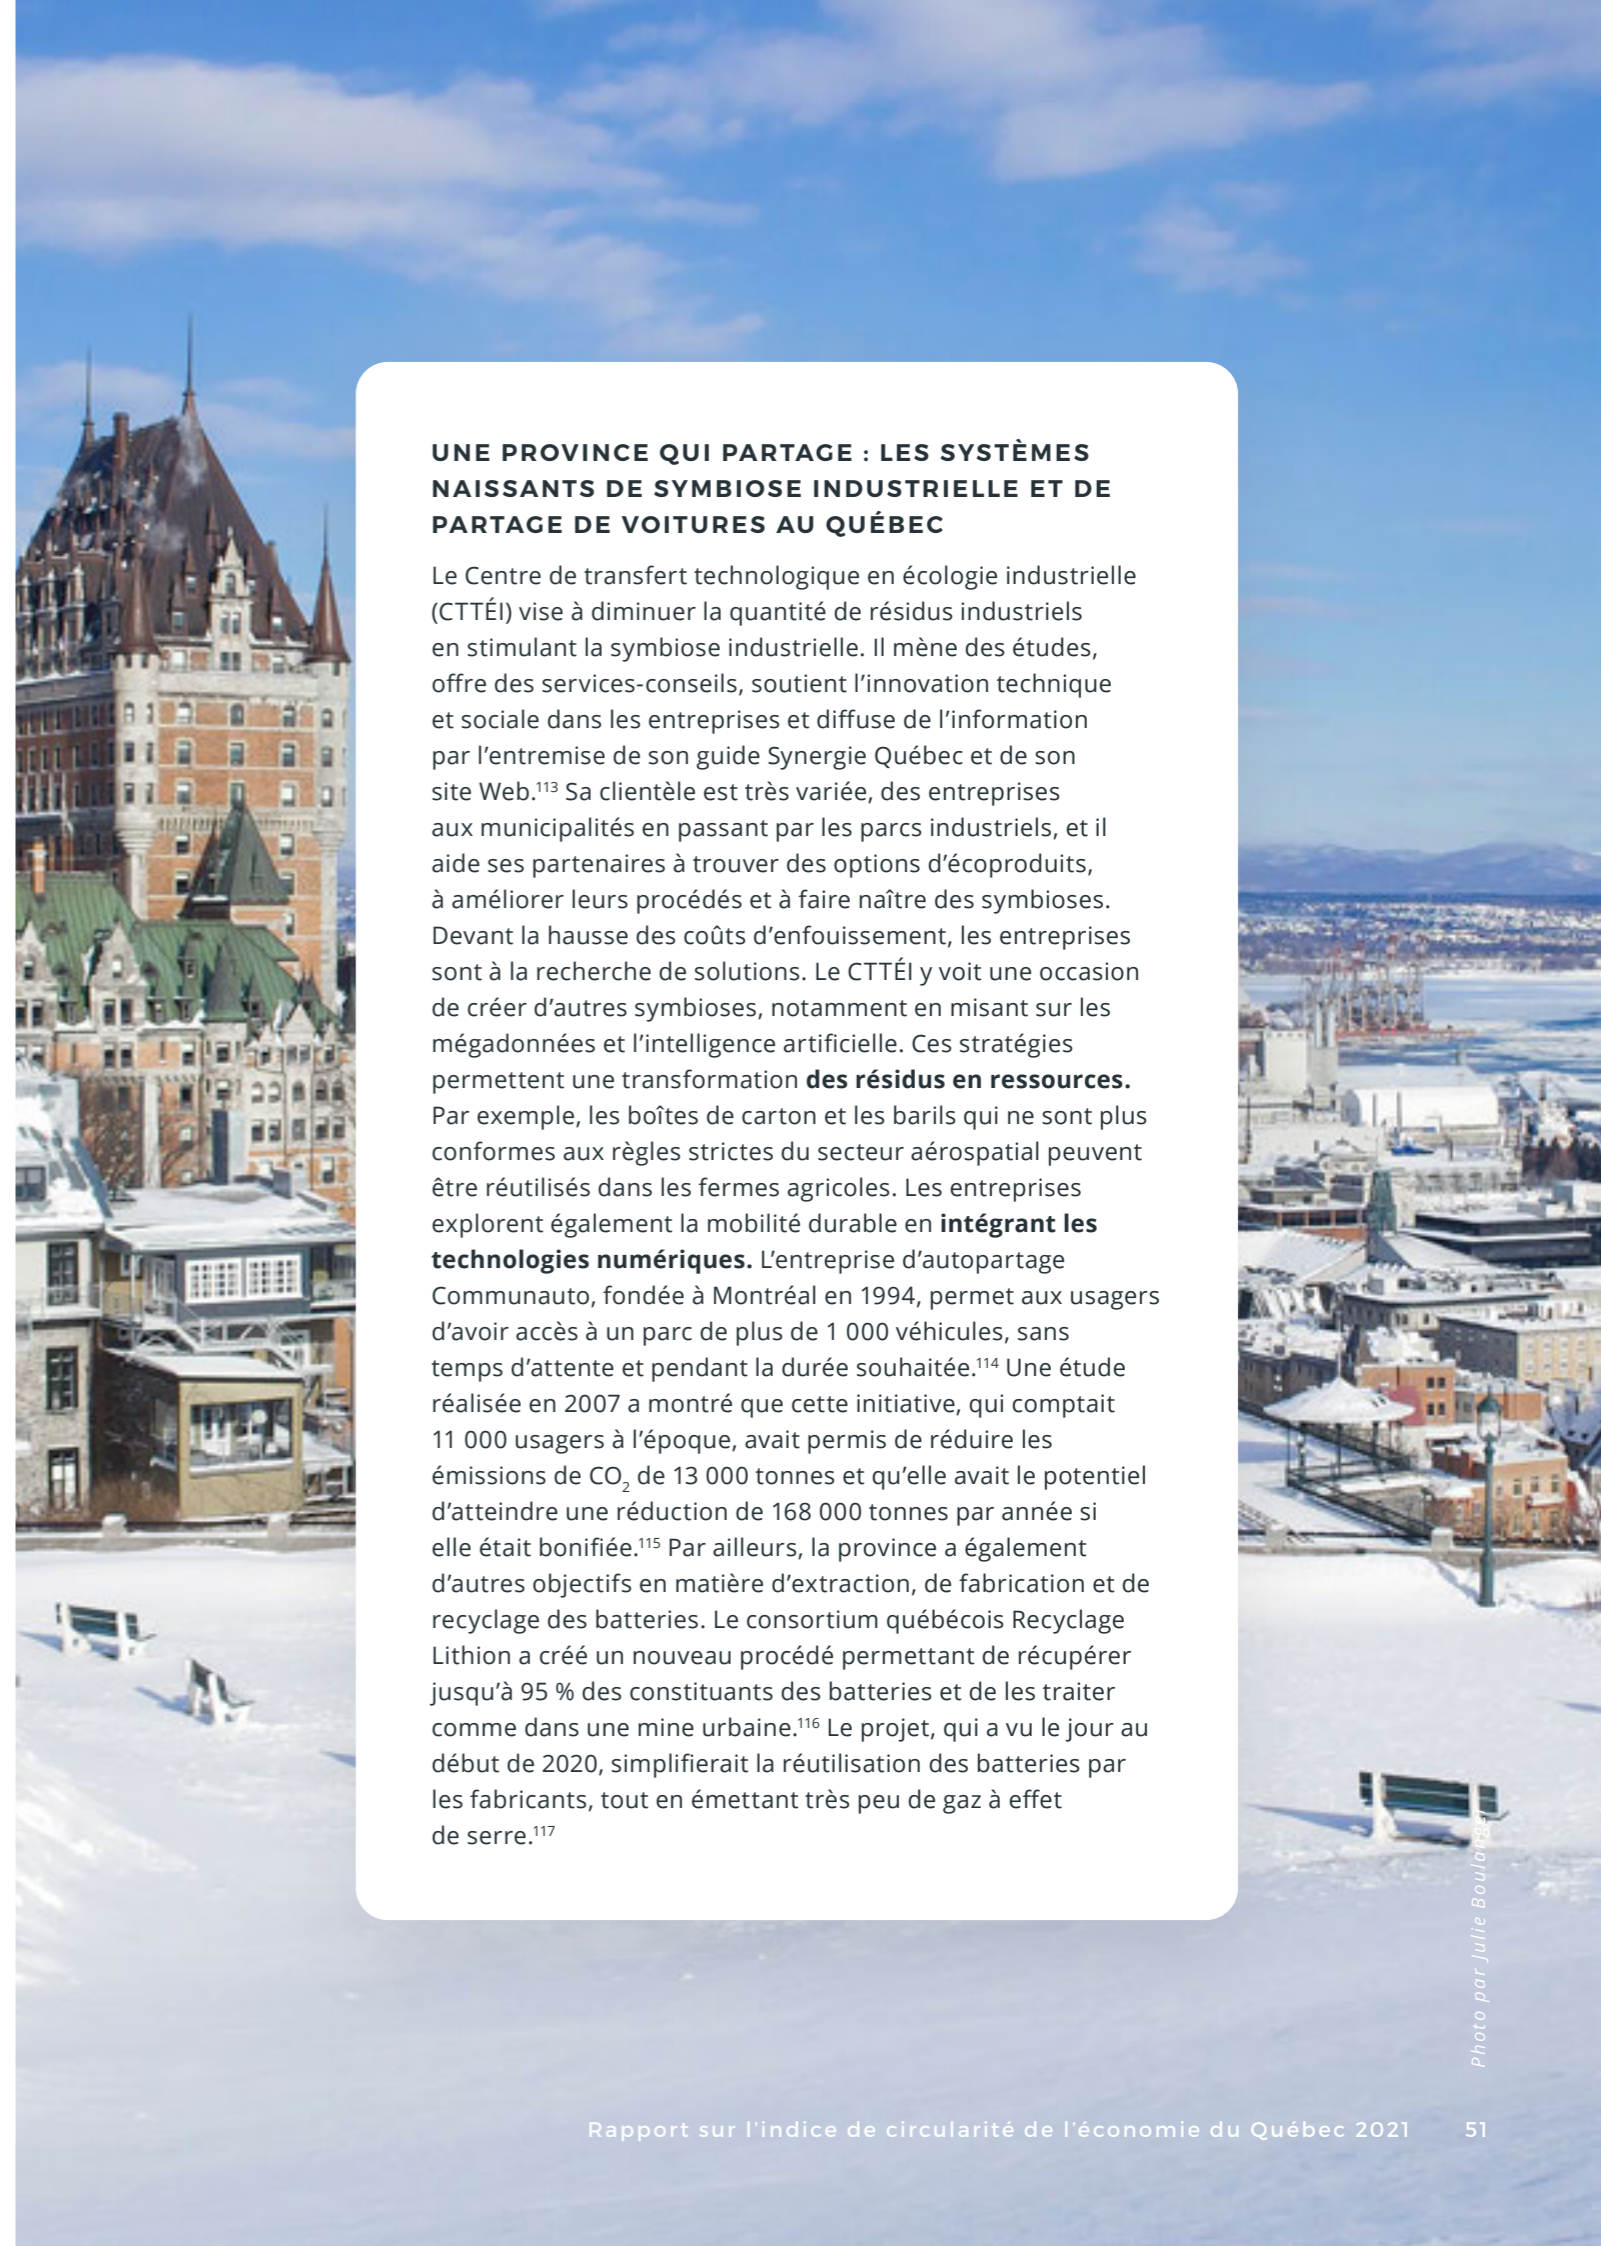 UNE PROVINCE QUI PARTAGE : LES SYSTÈMES
NAISSANTS DE SYMBIOSE INDUSTRIELLE ET DE
PARTAGE DE VOITURES AU QUÉBEC
Le Centre de transfert technologique en écologie industrielle
(CTTÉI) vise à diminuer la quantité de résidus industriels
en stimulant la symbiose industrielle. Il mène des études,
offre des services-conseils, soutient l’innovation technique
et sociale dans les entreprises et diffuse de l’information
par l’entremise de son guide Synergie Québec et de son
site Web.113 Sa clientèle est très variée, des entreprises
aux municipalités en passant par les parcs industriels, et il
aide ses partenaires à trouver des options d’écoproduits,
à améliorer leurs procédés et à faire naître des symbioses.
Devant la hausse des coûts d’enfouissement, les entreprises
sont à la recherche de solutions. Le CTTÉI y voit une occasion
de créer d’autres symbioses, notamment en misant sur les
mégadonnées et l’intelligence artificielle. Ces stratégies
permettent une transformation des résidus en ressources.
Par exemple, les boîtes de carton et les barils qui ne sont plus
conformes aux règles strictes du secteur aérospatial peuvent
être réutilisés dans les fermes agricoles. Les entreprises
explorent également la mobilité durable en intégrant les
technologies numériques. L’entreprise d’autopartage
Communauto, fondée à Montréal en 1994, permet aux usagers
d’avoir accès à un parc de plus de 1 000 véhicules, sans
temps d’attente et pendant la durée souhaitée.114 Une étude
réalisée en 2007 a montré que cette initiative, qui comptait
11 000 usagers à l’époque, avait permis de réduire les
émissions de CO2 de 13 000 tonnes et qu’elle avait le potentiel
d’atteindre une réduction de 168 000 tonnes par année si
elle était bonifiée.115 Par ailleurs, la province a également
d’autres objectifs en matière d’extraction, de fabrication et de
recyclage des batteries. Le consortium québécois Recyclage
Lithion a créé un nouveau procédé permettant de récupérer
jusqu’à 95 % des constituants des batteries et de les traiter
comme dans une mine urbaine.116 Le projet, qui a vu le jour au
début de 2020, simplifierait la réutilisation des batteries par
les fabricants, tout en émettant très peu de gaz à effet
de serre.117
Photo par Julie Boulanger
Rapport sur l’indice de circularité de l’économie du Québec 2021 51